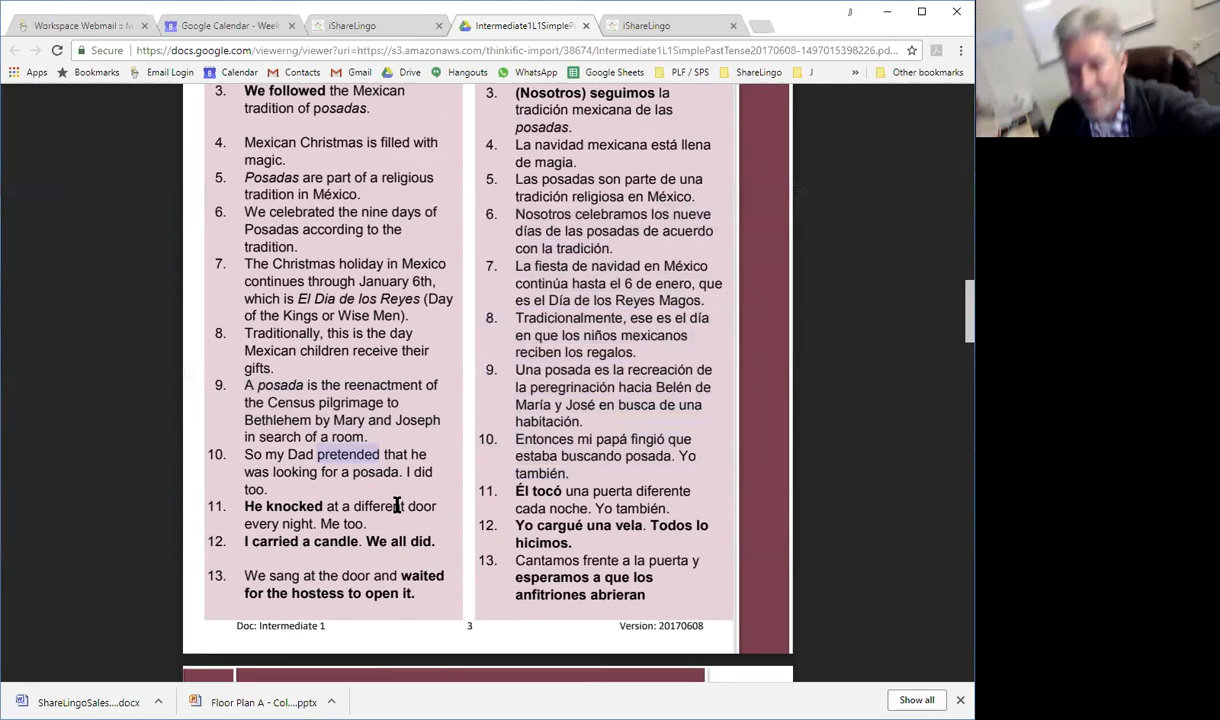 Workspace Webmail :: M
Google Calendar - Week
iShareLingo
Intermediate1L1SimplePa
iShareLingo
Secure
https://docs.google.com/viewerng/viewer?url=https://s3.amazonaws.com/thinkific-import/38674/Intermediate1L1SimplePastTense20170608-1497015398226.pd...
Apps
Bookmarks
Email Login
Calendar
Contacts
Gmail
Drive
Hangouts
WhatsApp
Google Sheets
PLF / SPS
ShareLingo
J
»
Other bookmarks
3. We followed the Mexican
tradition of posadas.
4. Mexican Christmas is filled with
magic.
5. Posadas are part of a religious
tradition in México.
6. We celebrated the nine days of
Posadas according to the
tradition.
7. The Christmas holiday in Mexico
continues through January 6th,
which is El Dia de los Reyes (Day
of the Kings or Wise Men).
8. Traditionally, this is the day
Mexican children receive their
gifts.
9. A posada is the reenactment of
the Census pilgrimage to
Bethlehem by Mary and Joseph
in search of a room.
10. So my Dad pretended that he
was looking for a posada. I did
too.
11. He knocked at a different door
every night. Me too.
12. I carried a candle. We all did.
13. We sang at the door and waited
for the hostess to open it.
3. (Nosotros) seguimos la
tradición mexicana de las
posadas.
4. La navidad mexicana está llena
de magia.
5. Las posadas son parte de una
tradición religiosa en México.
6. Nosotros celebramos los nueve
días de las posadas de acuerdo
con la tradición.
7. La fiesta de navidad en México
continúa hasta el 6 de enero, que
es el Día de los Reyes Magos.
8. Tradicionalmente, ese es el día
en que los niños mexicanos
reciben los regalos.
9. Una posada es la recreación de
la peregrinación hacia Belén de
María y José en busca de una
habitación.
10. Entonces mi papá fingió que
estaba buscando posada. Yo
también.
11. Él tocó una puerta diferente
cada noche. Yo también.
12. Yo cargué una vela. Todos lo
hicimos.
13. Cantamos frente a la puerta y
esperamos a que los
anfitriones abrieran
Doc: Intermediate 1
3
Version: 20170608
ShareLingoSales....docx
Floor Plan A - Col....pptx
Show all